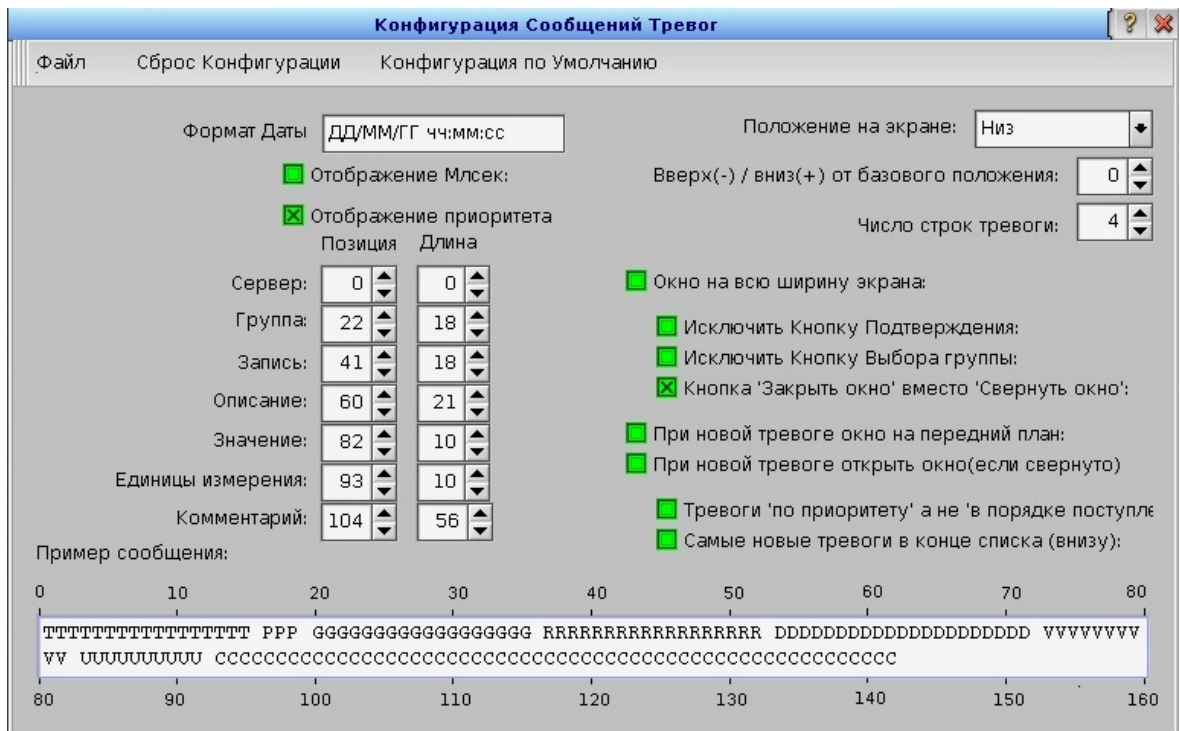 Конфигурация Сообщений Тревог
Файл Сброс Конфигурации Конфигурация по Умолчанию
Формат Даты ДД/ММ/ГГ чч:мм:сс
Положение на экране: Низ
Отображение Млсек:
Вверх(-) / вниз(+) от базового положения: 0
Отображение приоритета
Число строк тревоги: 4
Позиция Длина
Сервер: 0 0
Группа: 22 18
Запись: 41 18
Описание: 60 21
Значение: 82 10
Единицы измерения: 93 10
Комментарий: 104 56
Окно на всю ширину экрана:
Исключить Кнопку Подтверждения:
Исключить Кнопку Выбора группы:
Кнопка 'Закрыть окно' вместо 'Свернуть окно':
При новой тревоге окно на передний план:
При новой тревоге открыть окно(если свернуто)
Тревоги 'по приоритету' а не 'в порядке поступле
Самые новые тревоги в конце списка (внизу):
Пример сообщения:
0 10 20 30 40 50 60 70 80
TTTTTTTTTTTTTTTTT PPP GGGGGGGGGGGGGGGGGG RRRRRRRRRRRRRRRRRR DDDDDDDDDDDDDDDDDDDDD VVVVVVVV
VV UUUUUUUUUU CCCCCCCCCCCCCCCCCCCCCCCCCCCCCCCCCCCCCCCCCCCCCCCCCCCCCCCC
80 90 100 110 120 130 140 150 160